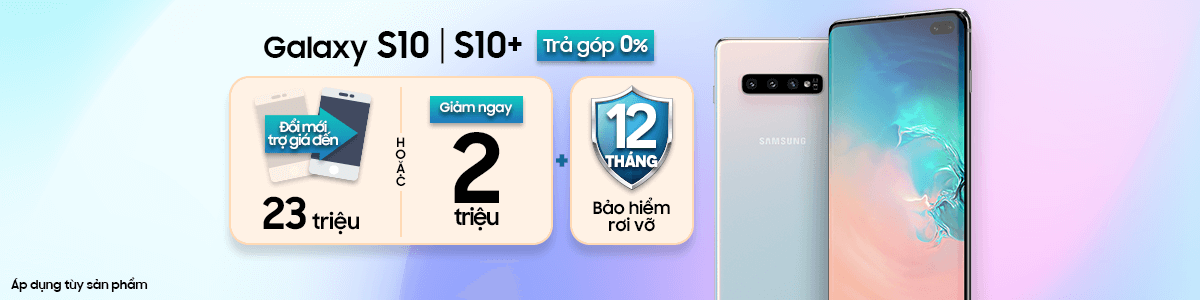 Galaxy S10 | S10+ Trả góp 0%
Đổi mới
trợ giá đến
23 triệu
HOẶC
Giảm ngay
2
triệu
+
12
THÁNG
Bảo hiểm
rơi vỡ
SAMSUNG
Áp dụng tùy sản phẩm